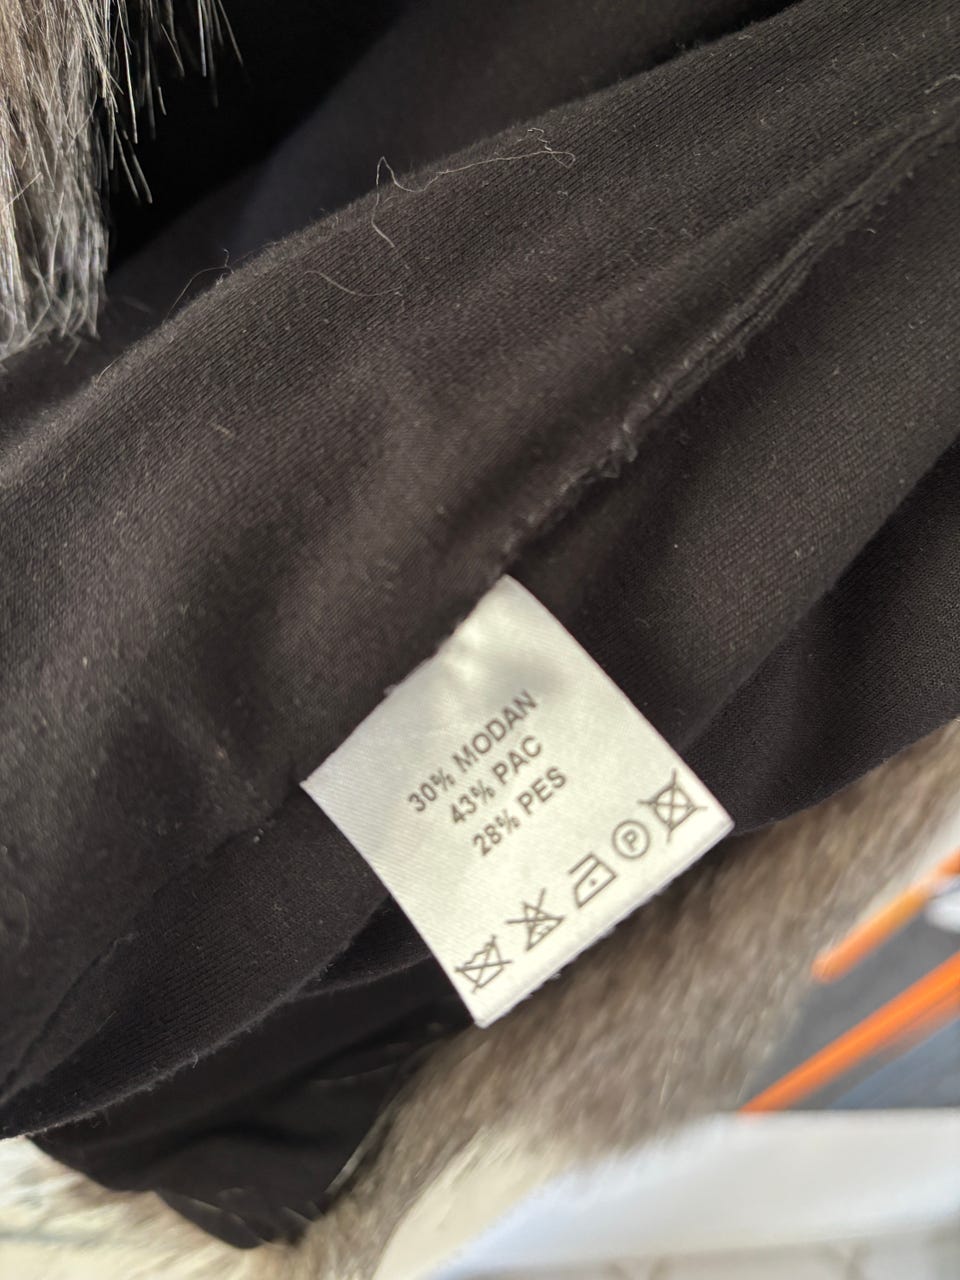 30% MODAN
43% PAC
28% PES
P